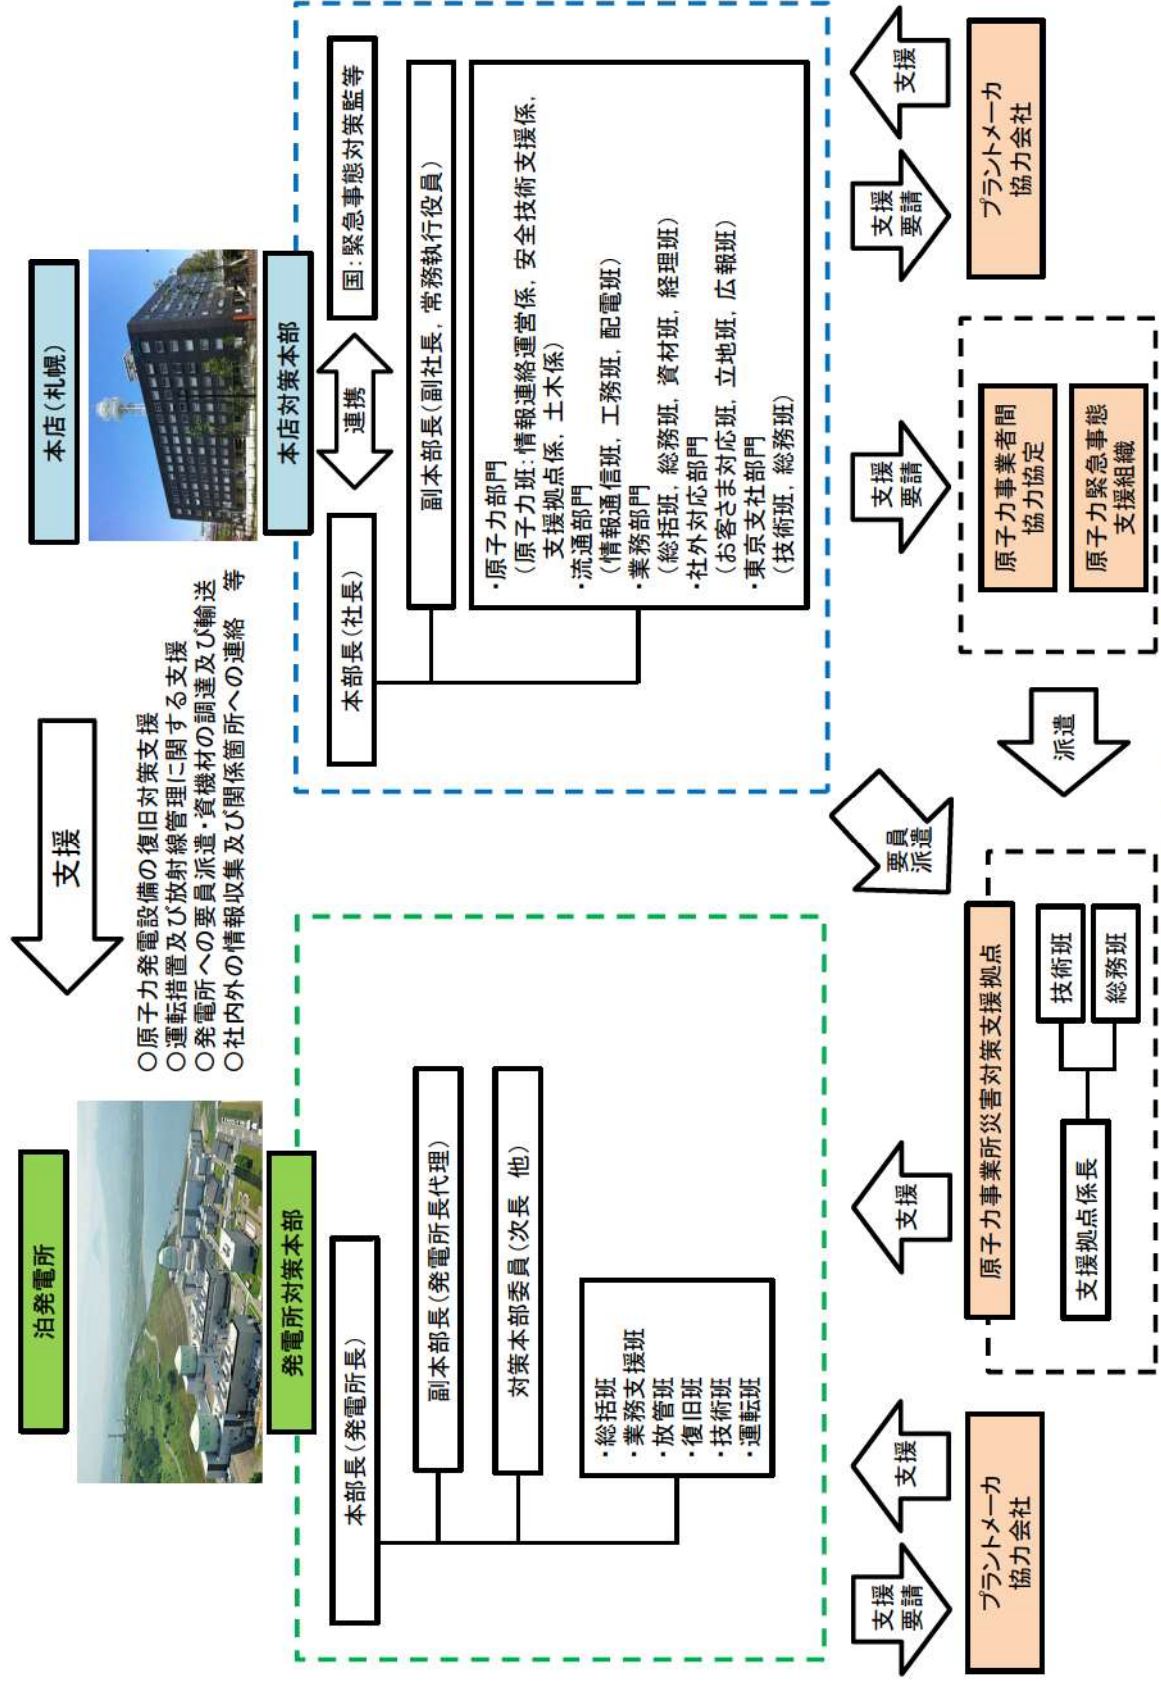 泊発電所
支援
本店(札幌)
○原子力発電設備の復旧対策支援
○運転措置及び放射線管理に関する支援
○発電所への要員派遣・資機材の調達及び輸送
○社内外の情報収集及び関係箇所への連絡 等
発電所対策本部
本部長(発電所長)
副本部長(発電所長代理)
対策本部委員(次長 他)
・総括班
・業務支援班
・放管班
・復旧班
・技術班
・運転班
本店対策本部
本部長(社長)
連携
国:緊急事態対策監等
副本部長(副社長,常務執行役員)
・原子力部門
(原子力班:情報連絡運営係,安全技術支援係,
支援拠点係,土木係)
・流通部門
(情報通信班,工務班,配電班)
・業務部門
(総括班,総務班,資材班,経理班)
・社外対応部門
(お客さま対応班,立地班,広報班)
・東京支社部門
(技術班,総務班)
支援
要請
支援
支援
要員
派遣
支援
要請
支援
要請
支援
プラントメーカ
協力会社
原子力事業所災害対策支援拠点
支援拠点係長
技術班
総務班
派遣
原子力事業者間
協力協定
原子力緊急事態
支援組織
プラントメーカ
協力会社